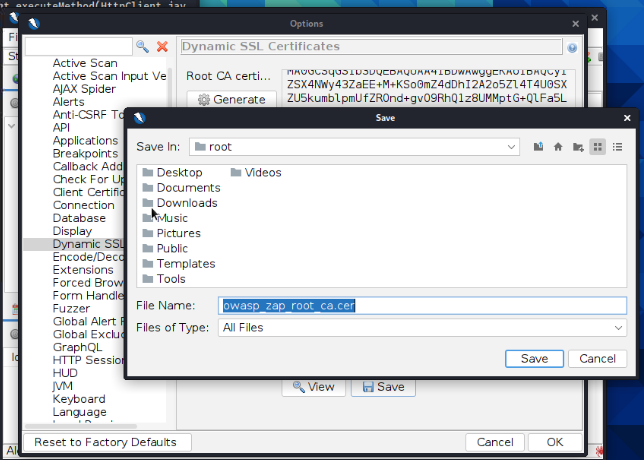 nt executeMethod(HttpClient.jav
Options
Dynamic SSL Certificates
Active Scan
Active Scan Input Ve
AJAX Spider
Alerts
Anti-CSRF To
API
Applications
Breakpoints
Callback Addr
Check For Up
Client Certific
Connection
Database
Display
Dynamic SSL
Encode/Deco
Extensions
Forced Brow
Form Handle
Fuzzer
Global Alert F
Global Exclu
GraphQL
HTTP Session
HUD
JVM
Keyboard
Language
Root CA certi...
Generate
ZSX4NWy43ZaEE+M+KSo0mZ4dDhI2A2o5Zl4T4U0SX
ZU5kumblpmUfZROnd+gvO9RhQ1z8UMMptG+QlFa5L
Save
Save In:
root
Desktop
Videos
Documents
Downloads
Music
Pictures
Public
Templates
Tools
File Name:
owasp_zap_root_ca.cer
Files of Type:
All Files
Save
Cancel
View
Save
Reset to Factory Defaults
Cancel
OK